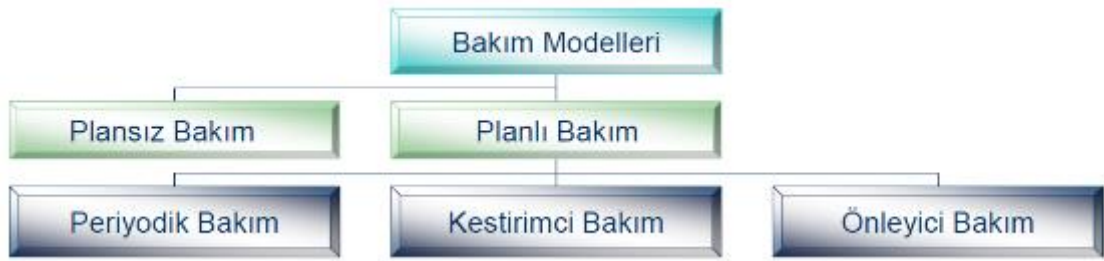 Bakım Modelleri
Plansız Bakım
Planlı Bakım
Periyodik Bakım
Kestirimci Bakım
Önleyici Bakım